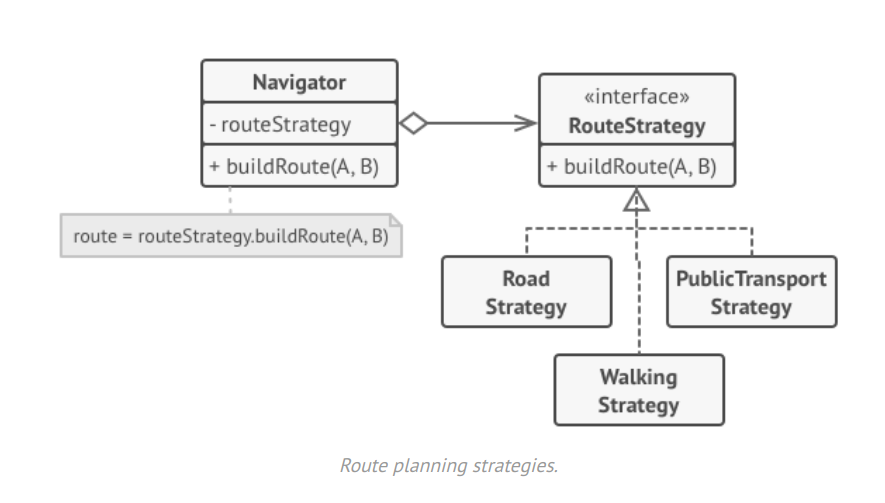 Navigator
- routeStrategy
+ buildRoute(A, B)
route = routeStrategy.buildRoute(A, B)
«interface»
RouteStrategy
+ buildRoute(A, B)
Road
Strategy
PublicTransport
Strategy
Walking
Strategy
Route planning strategies.